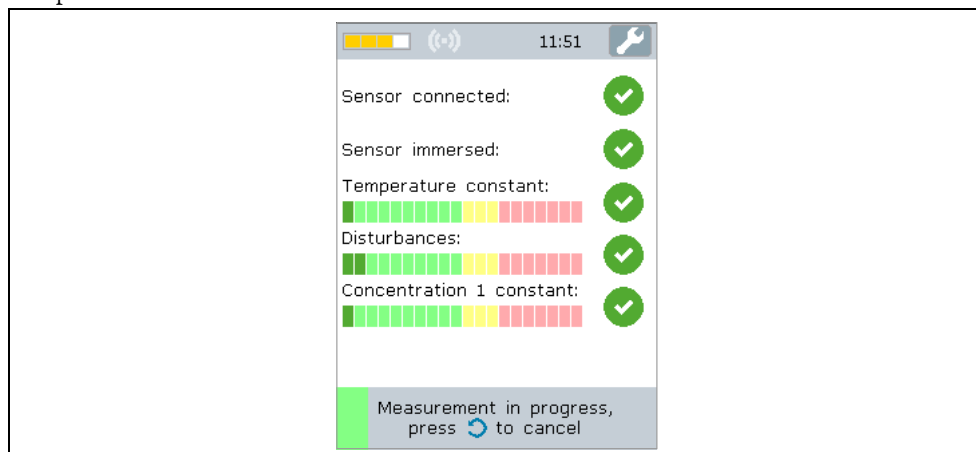 11:51
Sensor connected:
Sensor immersed:
Temperature constant:
Disturbances:
Concentration 1 constant:
Measurement in progress,
press to cancel